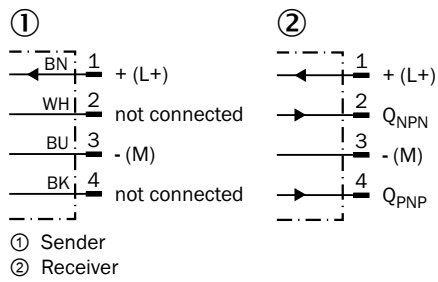 ① ②
BN 1 + (L+)
WH 2 not connected
BU 3 - (M)
BK 4 not connected
1 + (L+)
2 QNPN
3 - (M)
4 QPNP
① Sender
② Receiver